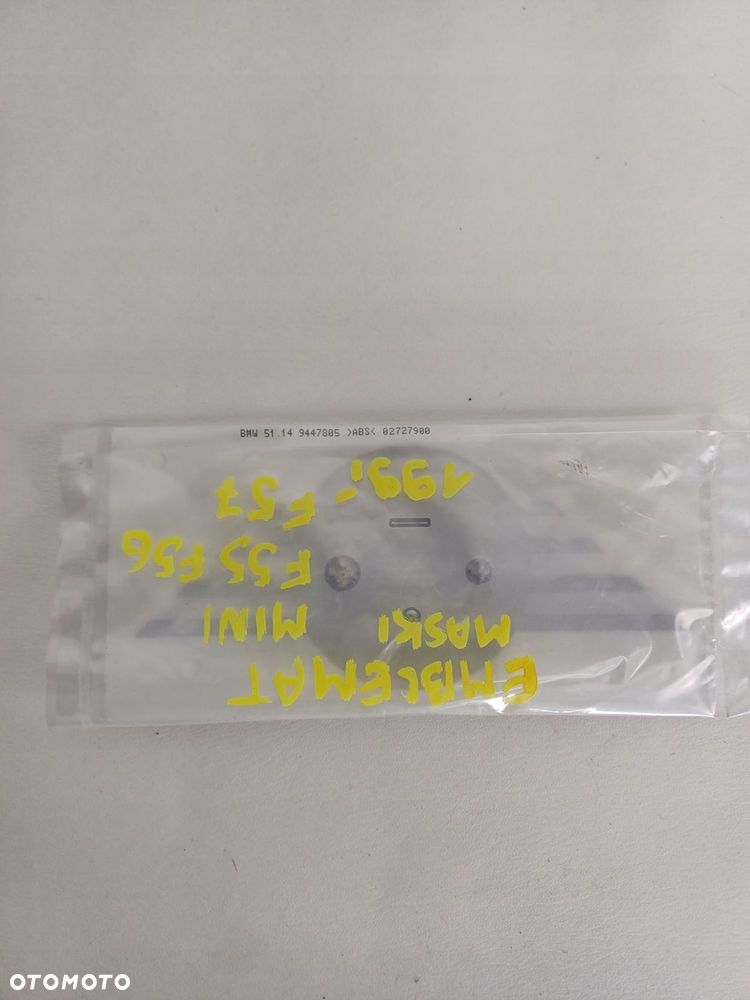 BMW 51.14 9447805 >ABS< 02727900
EMBLEMAT
MASKI MINI
F55 F56
F57
199,-
OTOMOTO